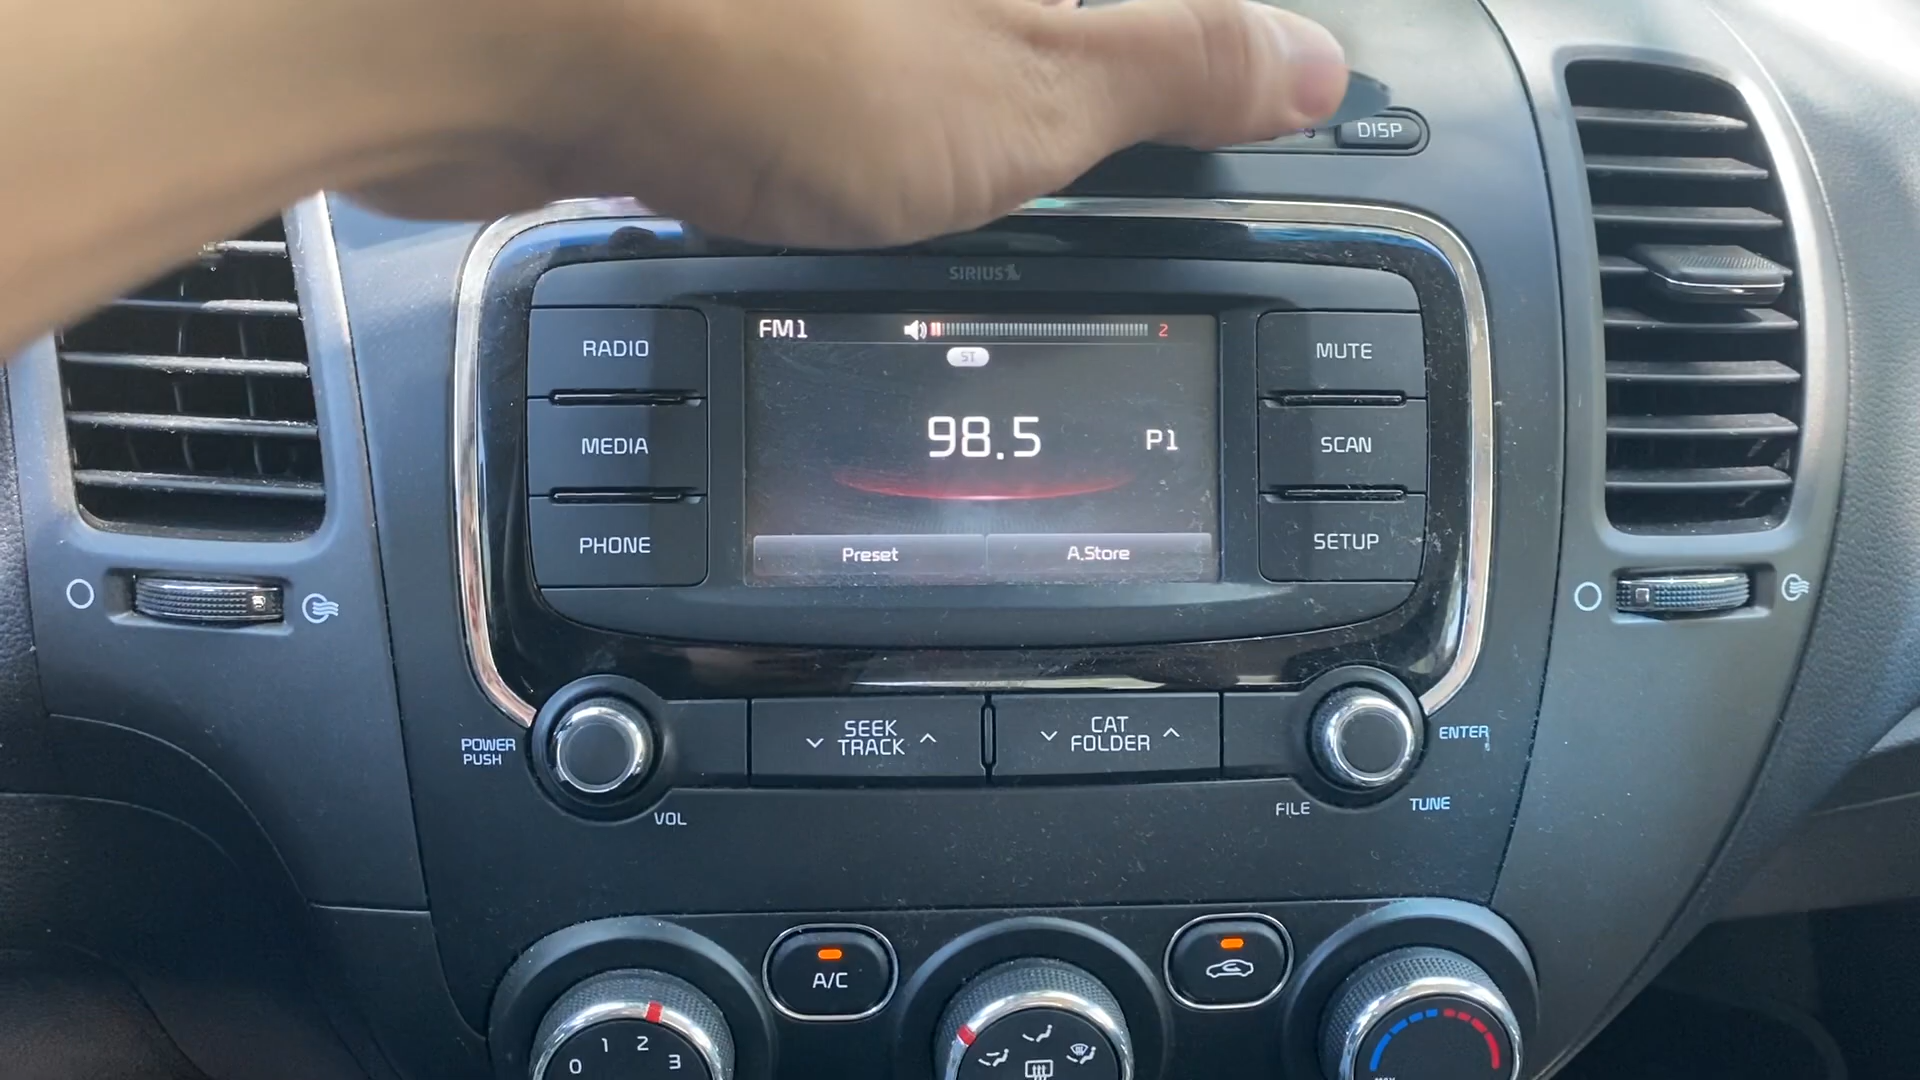 DISP
SIRIUS
RADIO
MEDIA
PHONE
FM1
2
ST
98.5
P1
Preset
A.Store
MUTE
SCAN
SETUP
POWER
PUSH
VOL
SEEK
TRACK
CAT
FOLDER
ENTER
FILE
TUNE
A/C
0 1 2 3